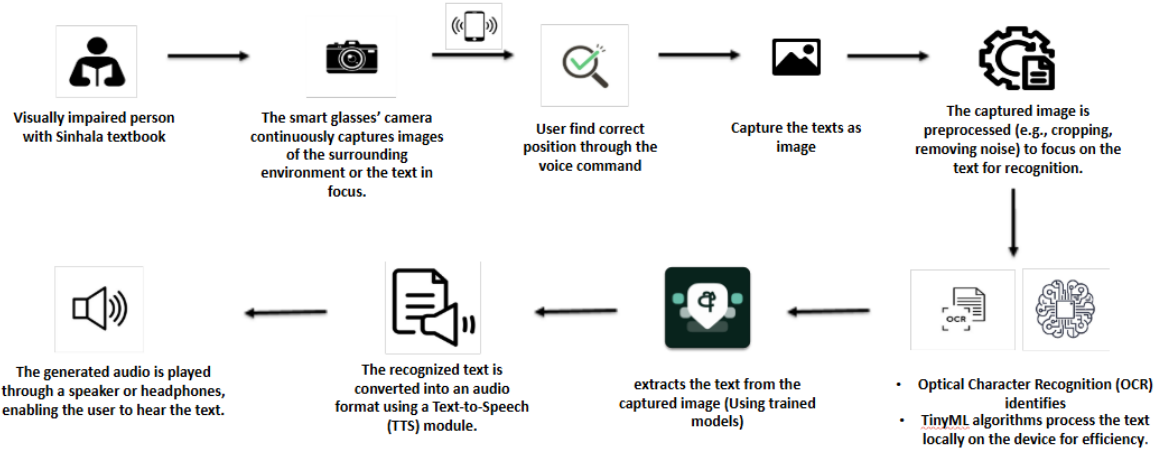 Visually impaired person
with Sinhala textbook
The smart glasses' camera
continuously captures images
of the surrounding
environment or the text in
focus.
User find correct
position through the
voice command
Capture the texts as
image
The captured image is
preprocessed (e.g., cropping,
removing noise) to focus on the
text for recognition.
OCR
• Optical Character Recognition (OCR)
identifies
• TinyML algorithms process the text
locally on the device for efficiency.
අ
extracts the text from the
captured image (Using trained
models)
The recognized text is
converted into an audio
format using a Text-to-Speech
(TTS) module.
The generated audio is played
through a speaker or headphones,
enabling the user to hear the text.